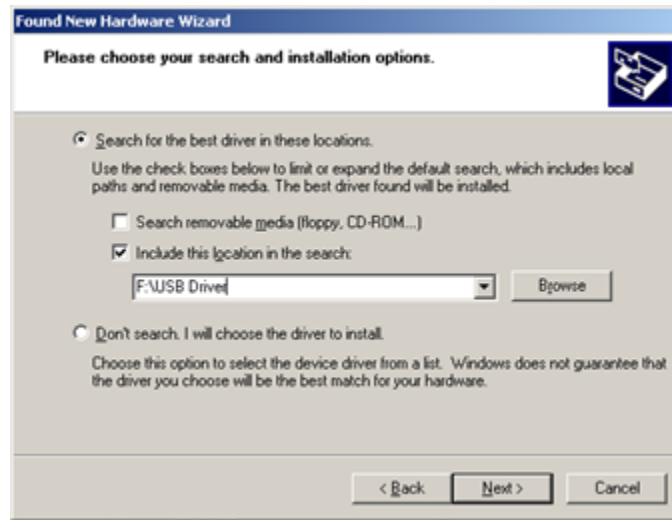 Found New Hardware Wizard
Please choose your search and installation options.
Search for the best driver in these locations.
Use the check boxes below to limit or expand the default search, which includes local
paths and removable media. The best driver found will be installed.
Search removable media (floppy, CD-ROM...)
Include this location in the search:
F:\USB Driver
Browse
Don't search. I will choose the driver to install.
Choose this option to select the device driver from a list. Windows does not guarantee that
the driver you choose will be the best match for your hardware.
< Back
Next >
Cancel